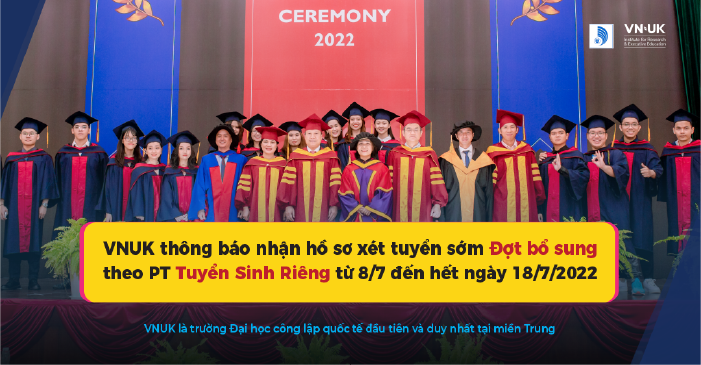 CEREMONY
2022
VN·UK
Institute for Research
& Executive Education
VNUK thông báo nhận hồ sơ xét tuyển sớm Đợt bổ sung
theo PT Tuyển Sinh Riêng từ 8/7 đến hết ngày 18/7/2022
VNUK là trường Đại học công lập quốc tế đầu tiên và duy nhất tại miền Trung